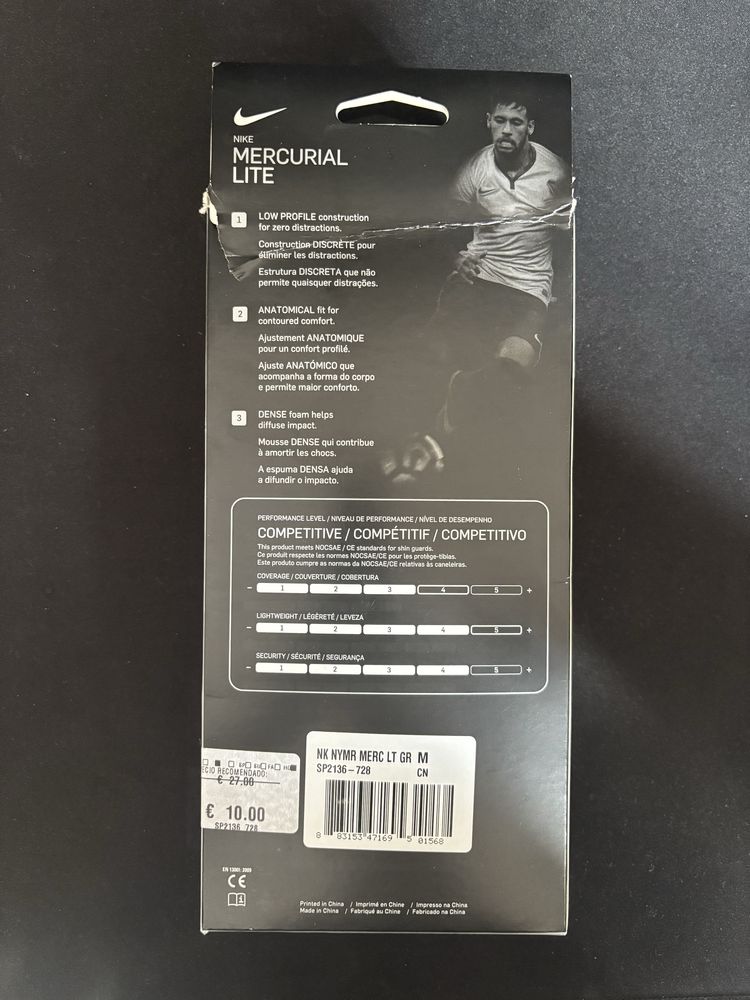 NIKE
MERCURIAL
LITE
1
LOW PROFILE construction
for zero distractions.
Construction DISCRÈTE pour
éliminer les distractions.
Estrutura DISCRETA que não
permite quaisquer distrações.
2
ANATOMICAL fit for
contoured comfort.
Ajustement ANATOMIQUE
pour un confort profilé.
Ajuste ANATÓMICO que
acompanha a forma do corpo
e permite maior conforto.
3
DENSE foam helps
diffuse impact.
Mousse DENSE qui contribue
à amortir les chocs.
A espuma DENSA ajuda
a difundir o impacto.
PERFORMANCE LEVEL / NIVEAU DE PERFORMANCE / NÍVEL DE DESEMPENHO
COMPETITIVE / COMPÉTITIF / COMPETITIVO
This product meets NOCSAE / CE standards for shin guards.
Ce produit respecte les normes NOCSAE/CE pour les protège-tibias.
Este produto cumpre as normas da NOCSAE/CE relativas às caneleiras.
COVERAGE / COUVERTURE / COBERTURA
- 1 2 3 4 5 +
LIGHTWEIGHT / LÉGÈRETÉ / LEVEZA
- 1 2 3 4 5 +
SECURITY / SÉCURITÉ / SEGURANÇA
- 1 2 3 4 5 +
NK NYMR MERC LT GR M
SP2136-728 CN
8 83153 47169 5 01568
ECIO RECOMENDADO:
€ 27.00
€ 10.00
SP2136 728
EN 13061: 2009
CE
Printed in China / Imprimé en Chine / Impresso na China
Made in China / Fabriqué au Chine / Fabricado na China